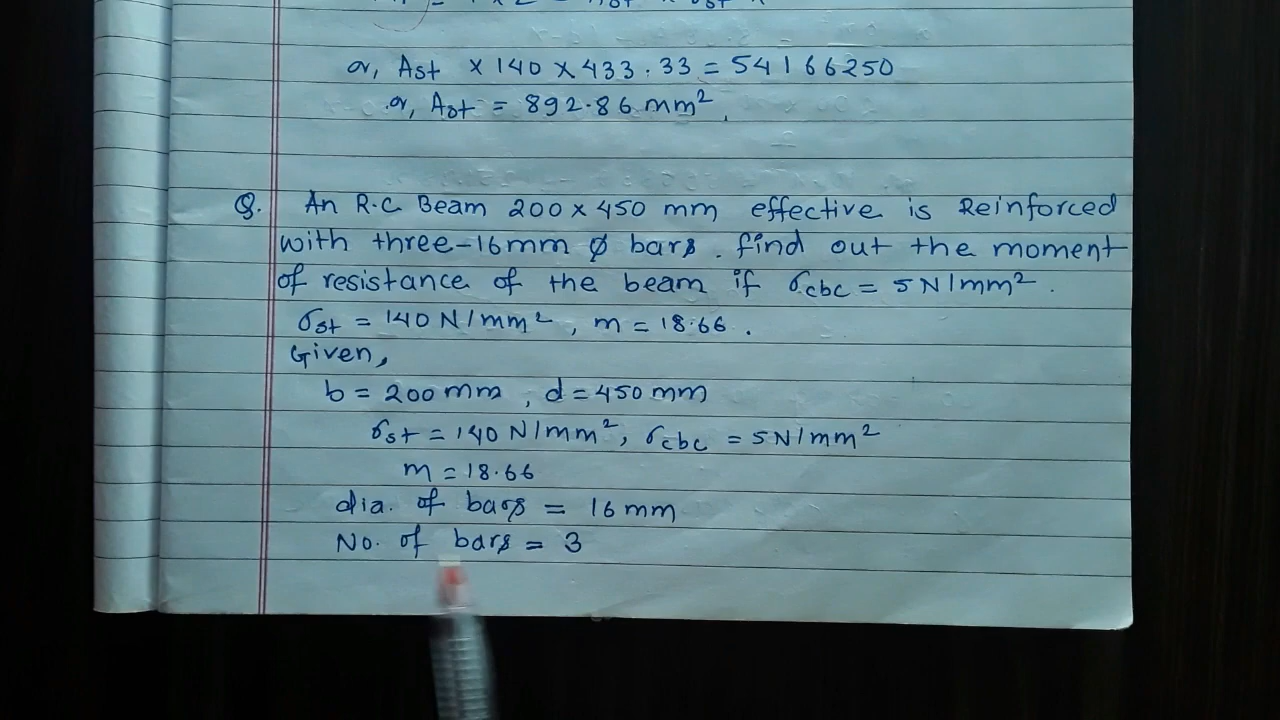 or, Ast × 140 × 433.33 = 54166250
or, Ast = 892.86 mm²
Q. An R.C Beam 200 × 450 mm effective is Reinforced
with three-16mm ϕ bars. find out the moment
of resistance of the beam if σcbc = 5N/mm².
σst = 140 N/mm², m = 18.66.
Given,
b = 200 mm, d = 450 mm
σst = 140 N/mm², σcbc = 5N/mm²
m = 18.66
dia. of bars = 16 mm
No. of bars = 3